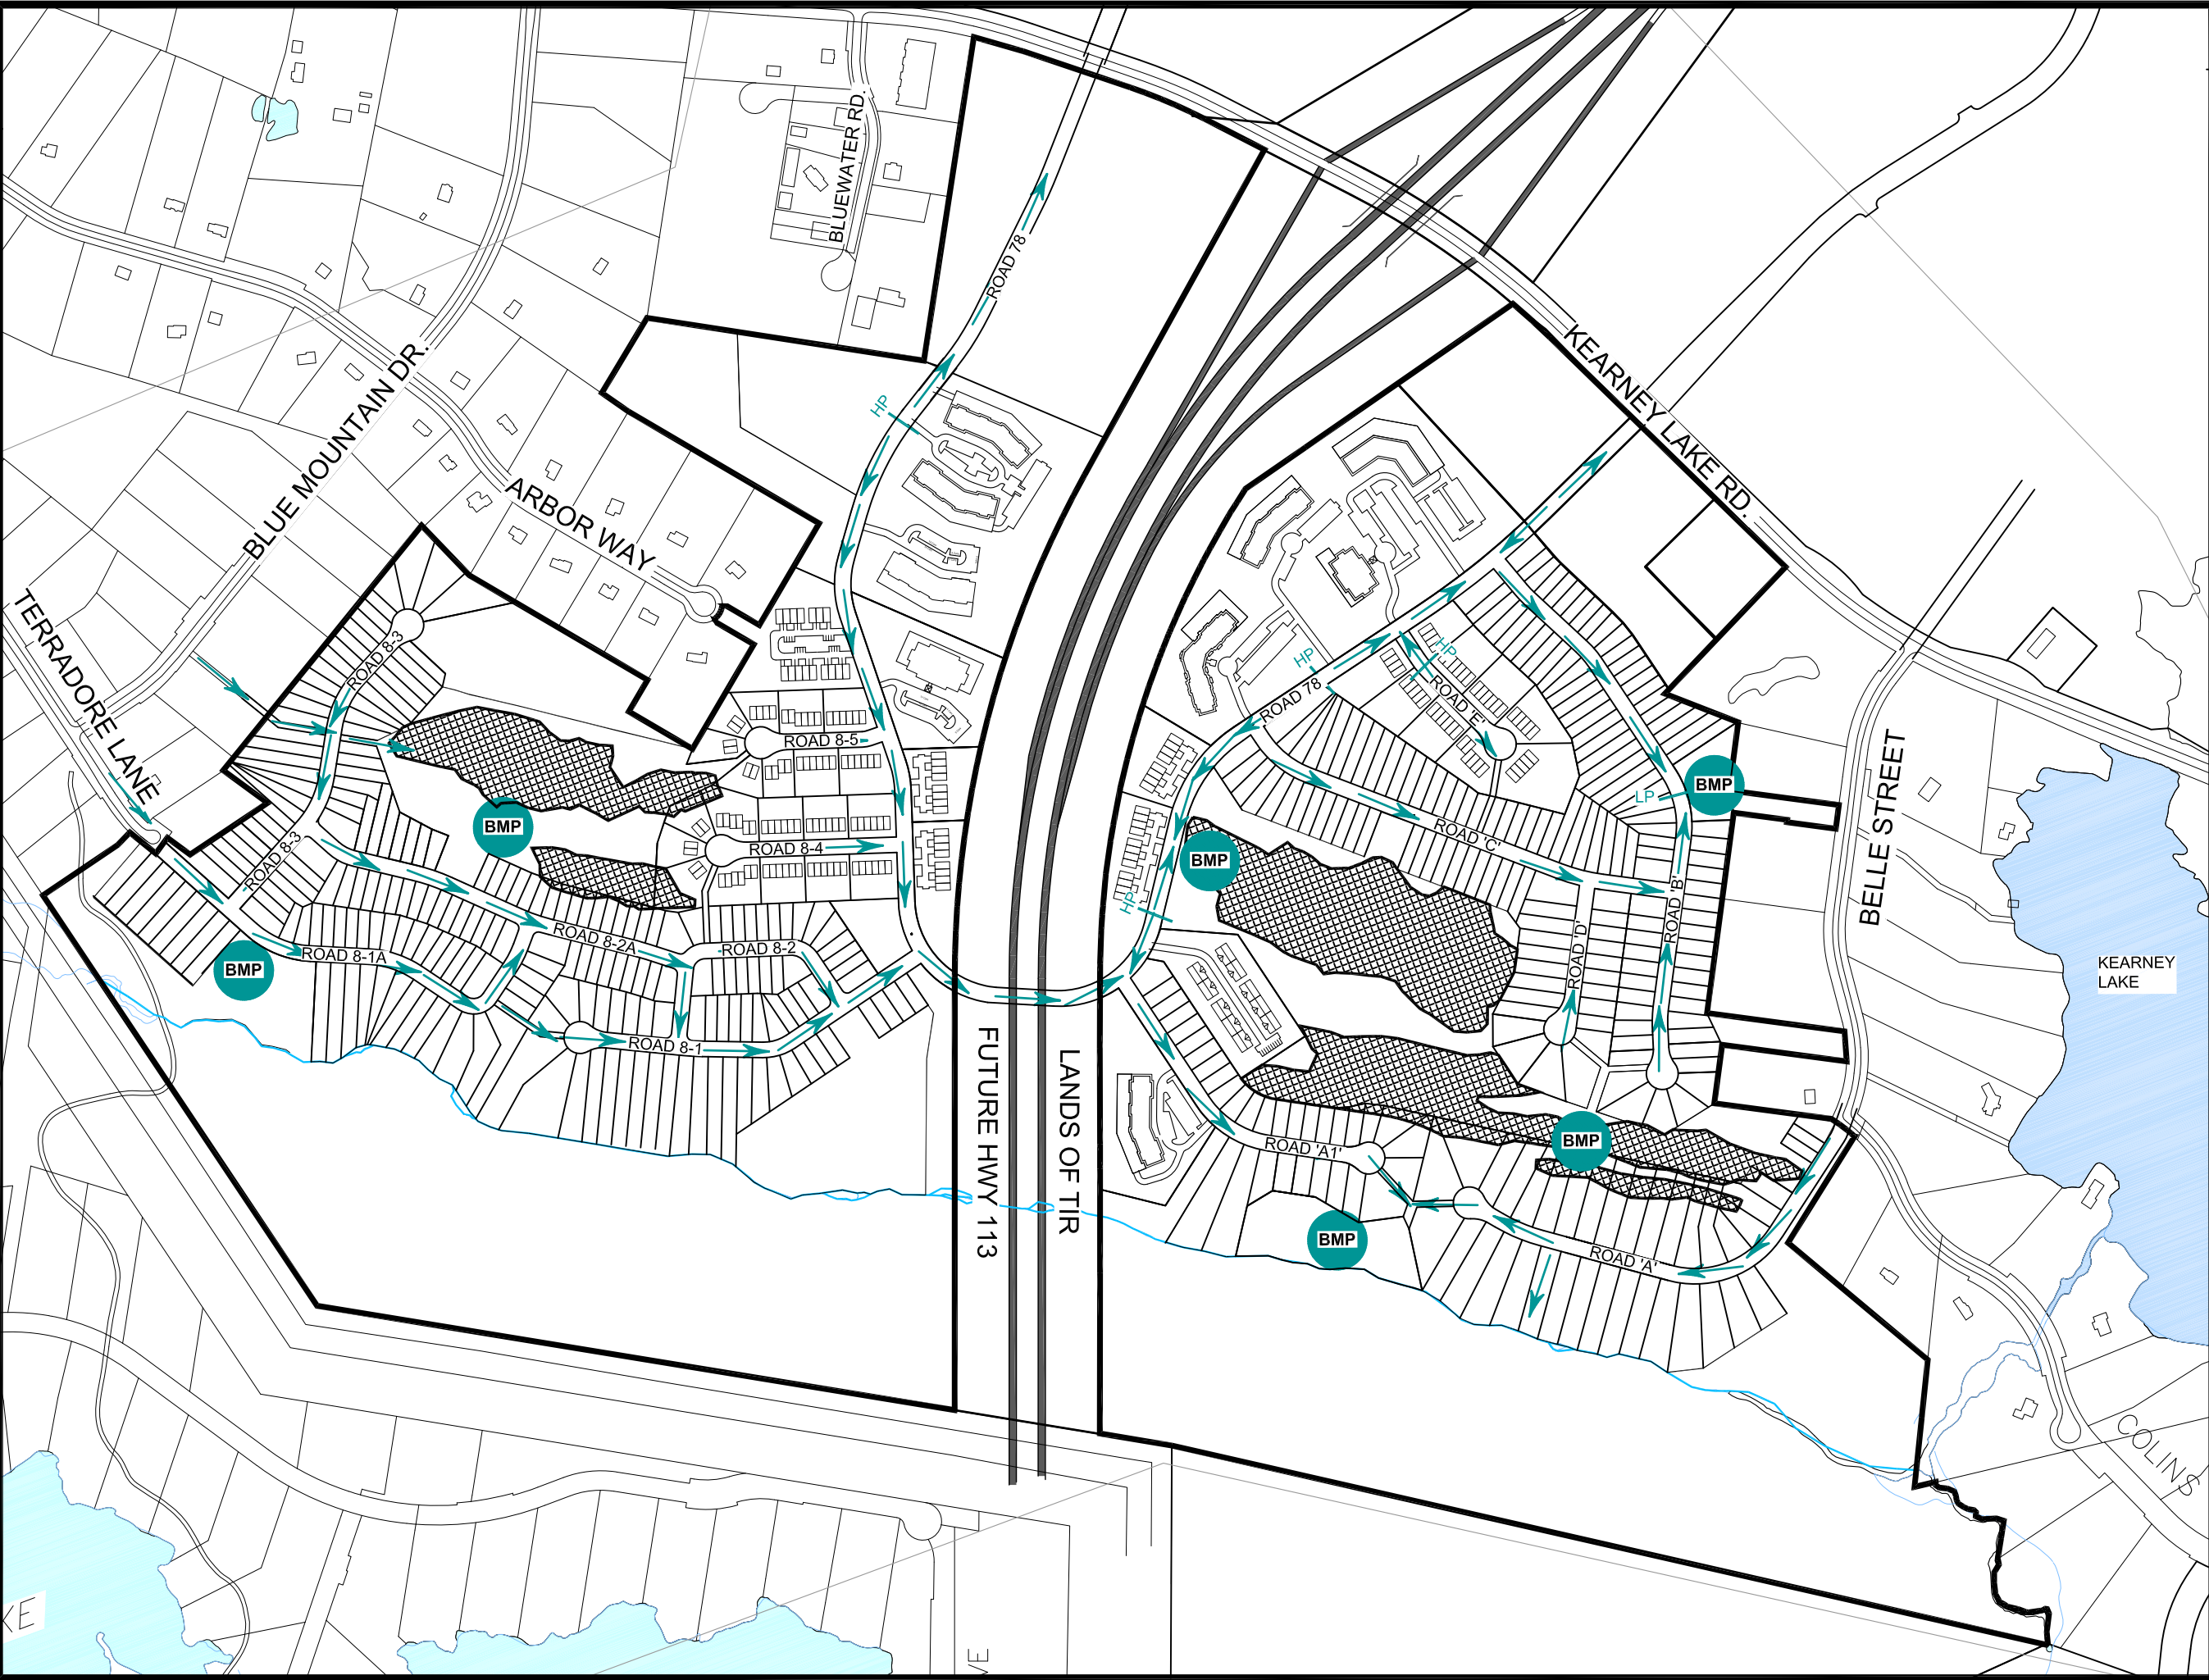 BLUEWATER RD.
ROAD 78
HP
BLUE MOUNTAIN DR.
KEARNEY LAKE RD.
ARBOR WAY
TERRADORE LANE
ROAD 8-3
HP
HP
ROAD 'E'
ROAD 78
ROAD 8-5
BELLE STREET
BMP
LP
BMP
ROAD 8-3
ROAD 8-4
ROAD 'C'
BMP
HP
ROAD 'B'
ROAD 'D'
ROAD 8-2A
ROAD 8-2
ROAD 8-1A
BMP
KEARNEY
LAKE
ROAD 8-1
FUTURE HWY 113
LANDS OF TIR
ROAD 'A1'
BMP
BMP
ROAD 'A'
COLINS
KE
VE